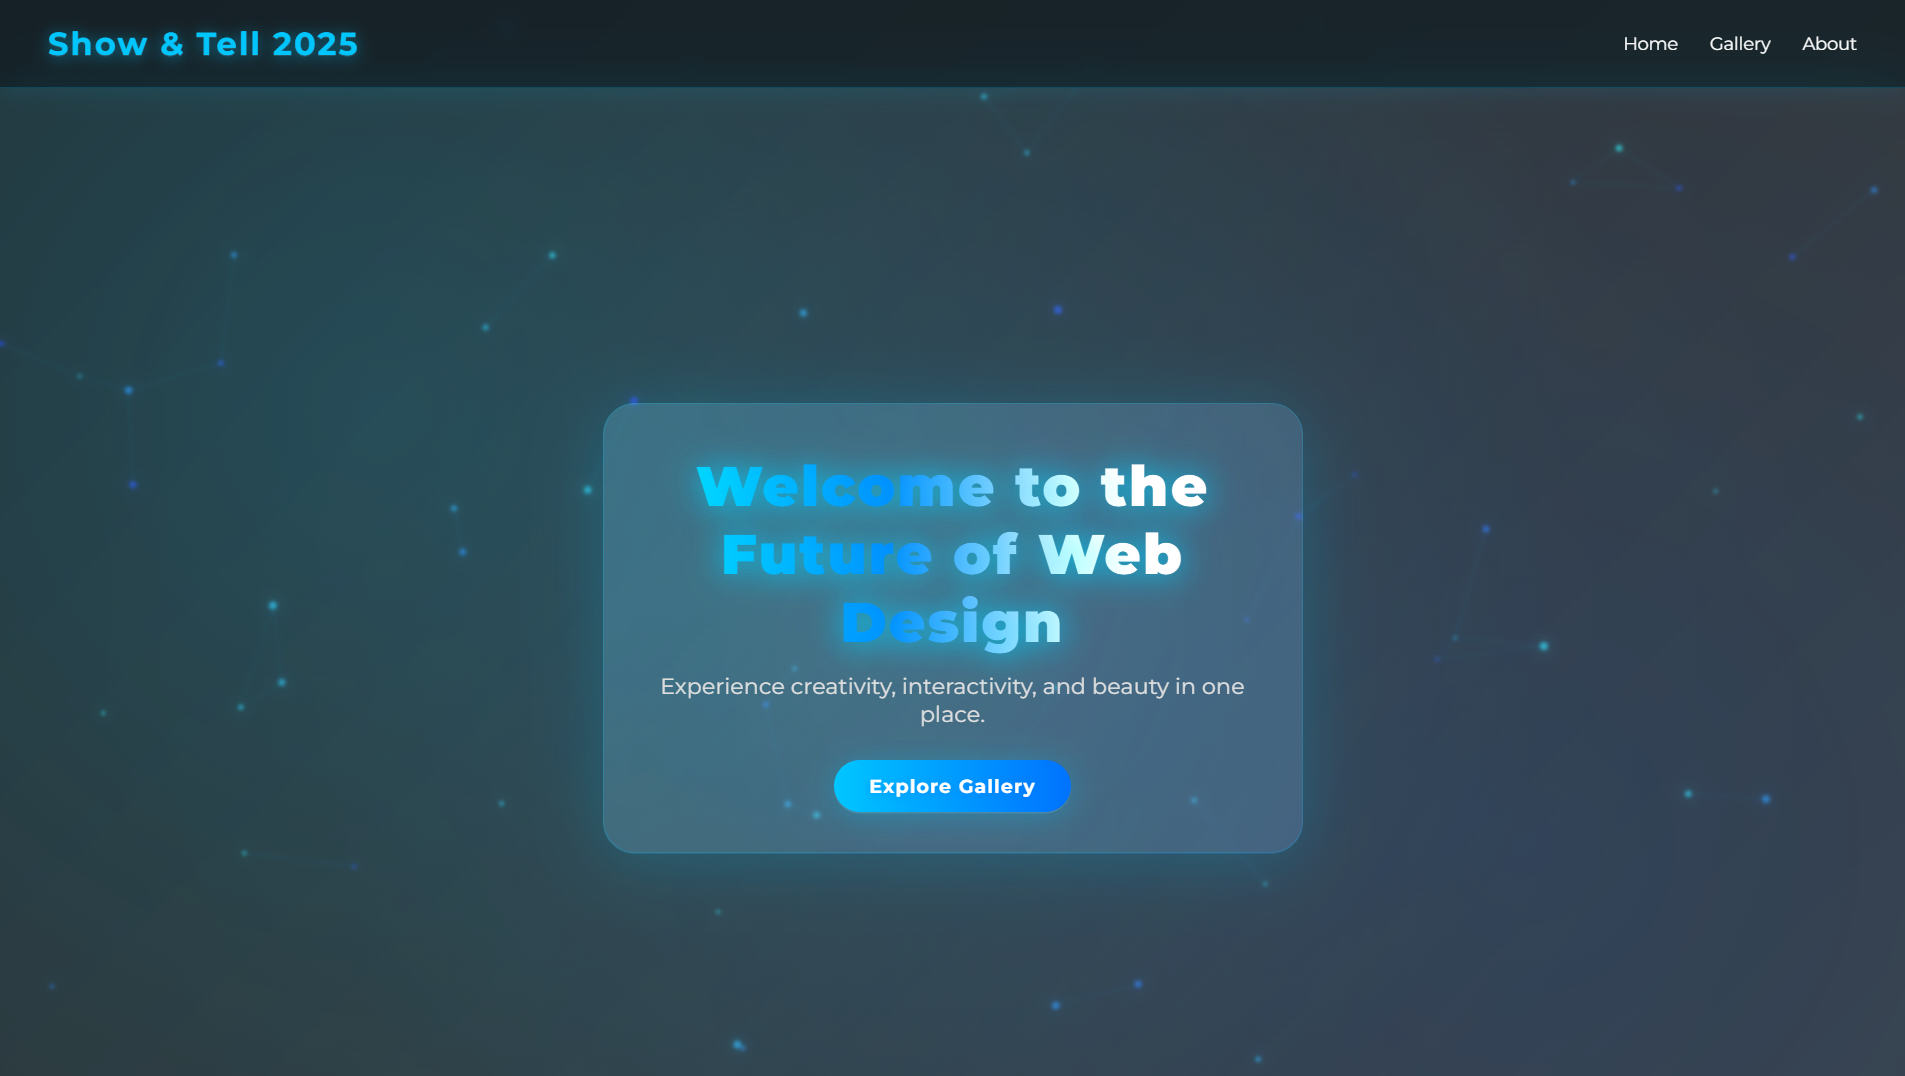 Show & Tell 2025
Home Gallery About
Welcome to the
Future of Web
Design
Experience creativity, interactivity, and beauty in one
place.
Explore Gallery